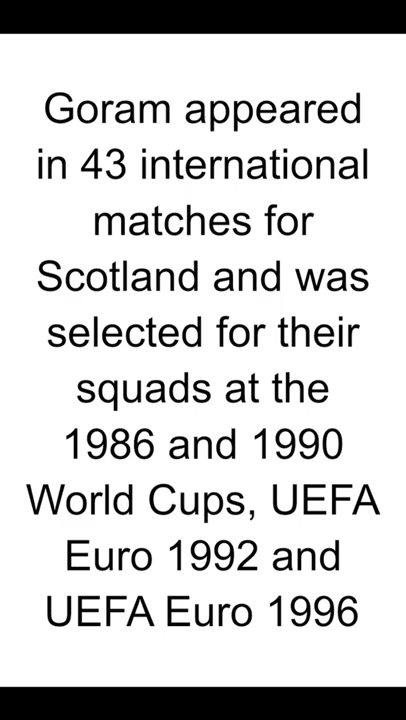 Goram appeared
in 43 international
matches for
Scotland and was
selected for their
squads at the
1986 and 1990
World Cups, UEFA
Euro 1992 and
UEFA Euro 1996